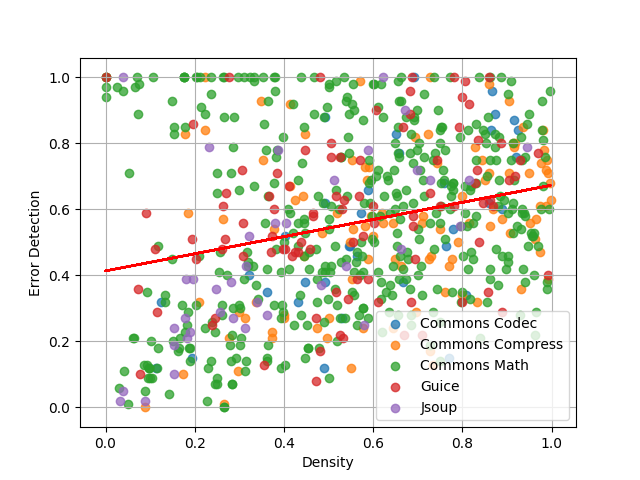 1.0
0.8
0.6
0.4
0.2
0.0
Error Detection
Commons Codec
Commons Compress
Commons Math
Guice
Jsoup
0.0 0.2 0.4 0.6 0.8 1.0
Density